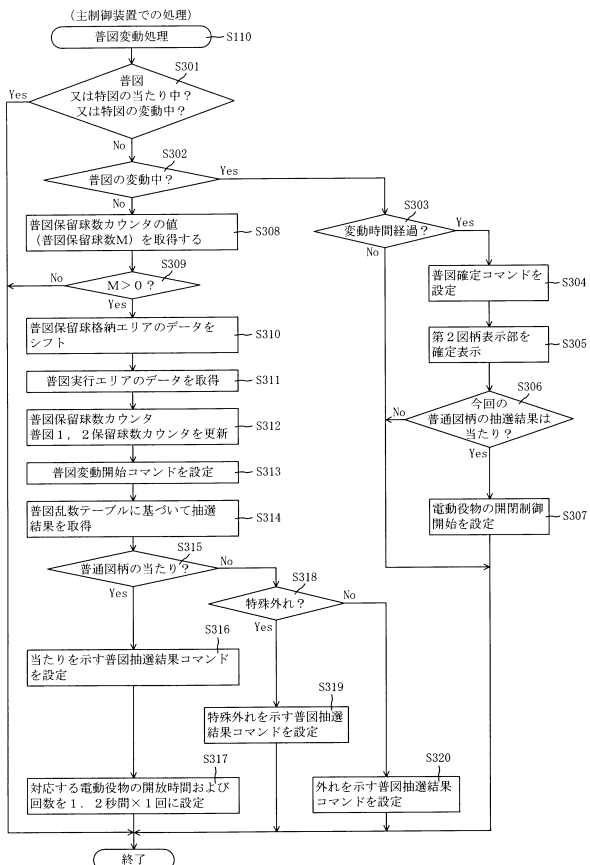 (主制御装置での処理)
普図変動処理
S110
S301
普図
又は特図の当たり中?
又は特図の変動中?
Yes
No
S302
普図の変動中?
Yes
No
S303
変動時間経過?
Yes
No
S308
普図保留球数カウンタの値
(普図保留球数M)を取得する
S304
普図確定コマンドを
設定
S309
M>0?
No
Yes
S305
第2図柄表示部を
確定表示
S310
普図保留球格納エリアのデータを
シフト
S311
普図実行エリアのデータを取得
S306
今回の
普通図柄の抽選結果は
当たり?
No
Yes
S312
普図保留球数カウンタ
普図1,2保留球数カウンタを更新
S313
普図変動開始コマンドを設定
S307
電動役物の開閉制御
開始を設定
S314
普図乱数テーブルに基づいて抽選
結果を取得
S315
普通図柄の当たり?
No
Yes
S318
特殊外れ?
No
Yes
S316
当たりを示す普図抽選結果コマンド
を設定
S319
特殊外れを示す普図抽選
結果コマンドを設定
S317
対応する電動役物の開放時間および
回数を1.2秒間×1回に設定
S320
外れを示す普図抽選結果
コマンドを設定
終了